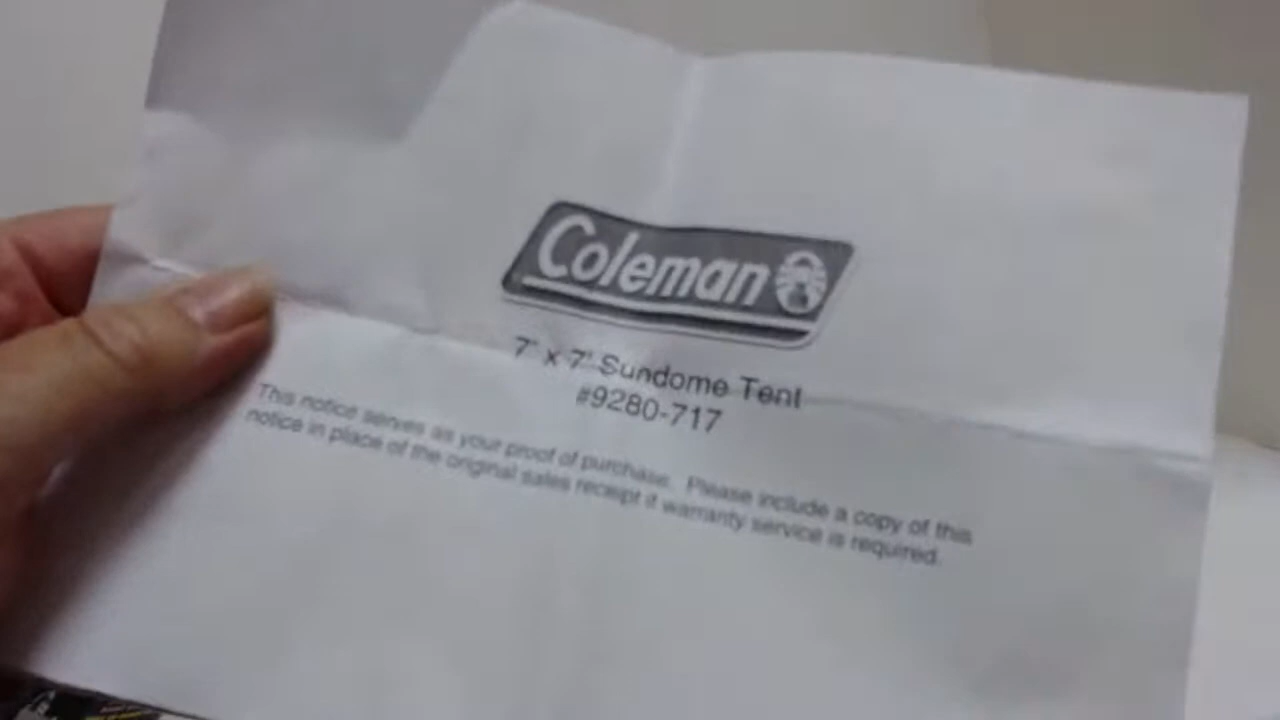 Coleman
7' x 7' Sundome Tent
#9280-717
This notice serves as your proof of purchase. Please include a copy of this
notice in place of the original sales receipt if warranty service is required.